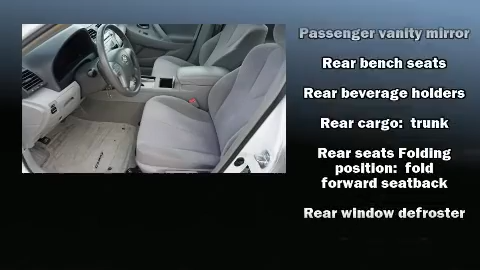 Passenger vanity mirror
Rear bench seats
Rear beverage holders
Rear cargo: trunk
Rear seats Folding
position: fold
forward seatback
Rear window defroster